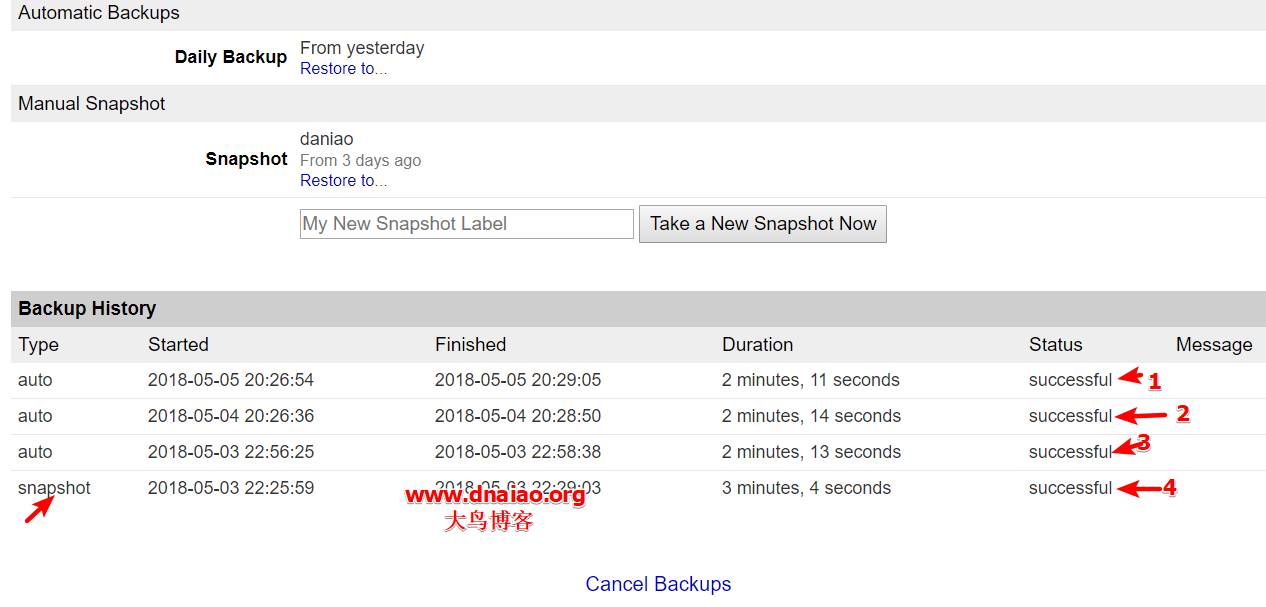 Automatic Backups
Daily Backup From yesterday
Restore to...
Manual Snapshot
daniao
Snapshot From 3 days ago
Restore to...
My New Snapshot Label Take a New Snapshot Now
Backup History
Type Started Finished Duration Status Message
auto 2018-05-05 20:26:54 2018-05-05 20:29:05 2 minutes, 11 seconds successful 1
auto 2018-05-04 20:26:36 2018-05-04 20:28:50 2 minutes, 14 seconds successful 2
auto 2018-05-03 22:56:25 2018-05-03 22:58:38 2 minutes, 13 seconds successful 3
snapshot 2018-05-03 22:25:59 2018-05-03 22:29:03 3 minutes, 4 seconds successful 4
www.dnaiao.org
大鸟博客
Cancel Backups